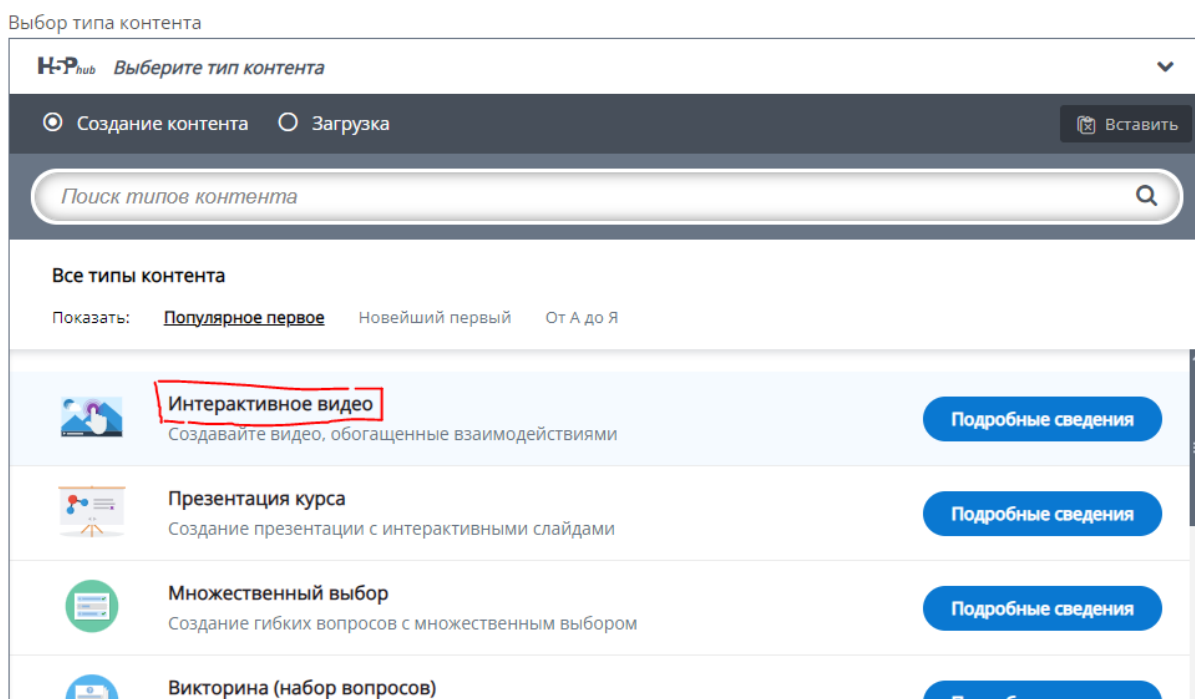 Выбор типа контента
H5P hub Выберите тип контента
Создание контента Загрузка Вставить
Поиск типов контента
Все типы контента
Показать: Популярное первое Новейший первый От А до Я
Интерактивное видео
Создавайте видео, обогащенные взаимодействиями
Подробные сведения
Презентация курса
Создание презентации с интерактивными слайдами
Подробные сведения
Множественный выбор
Создание гибких вопросов с множественным выбором
Подробные сведения
Викторина (набор вопросов)